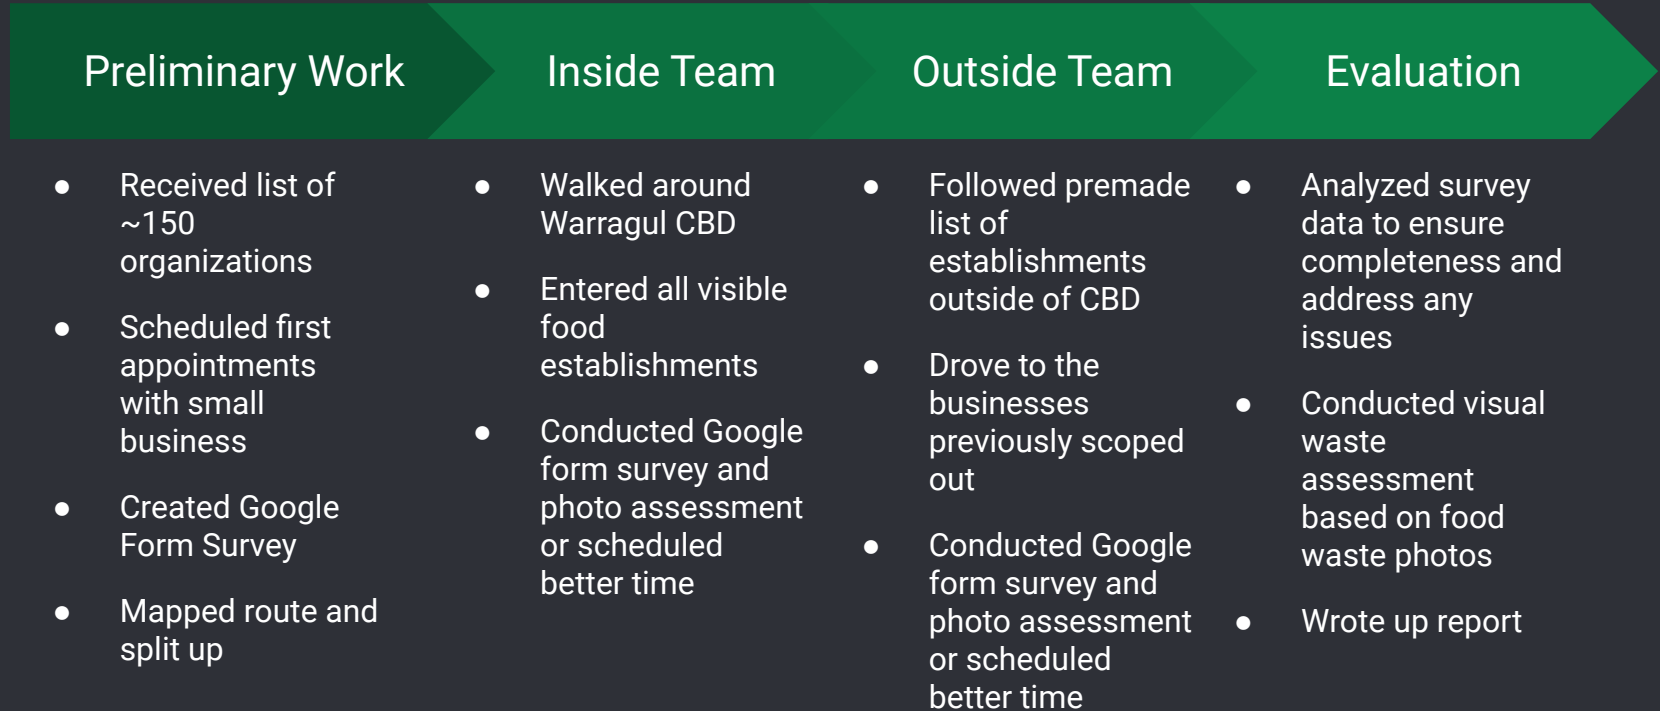 Preliminary Work
Inside Team
Outside Team
Evaluation
● Received list of
~150
organizations
● Scheduled first
appointments
with small
business
● Created Google
Form Survey
● Mapped route and
split up
● Walked around
Warragul CBD
● Entered all visible
food
establishments
● Conducted Google
form survey and
photo assessment
or scheduled
better time
● Followed premade
list of
establishments
outside of CBD
● Drove to the
businesses
previously scoped
out
● Conducted Google
form survey and
photo assessment
or scheduled
better time
● Analyzed survey
data to ensure
completeness and
address any
issues
● Conducted visual
waste
assessment
based on food
waste photos
● Wrote up report